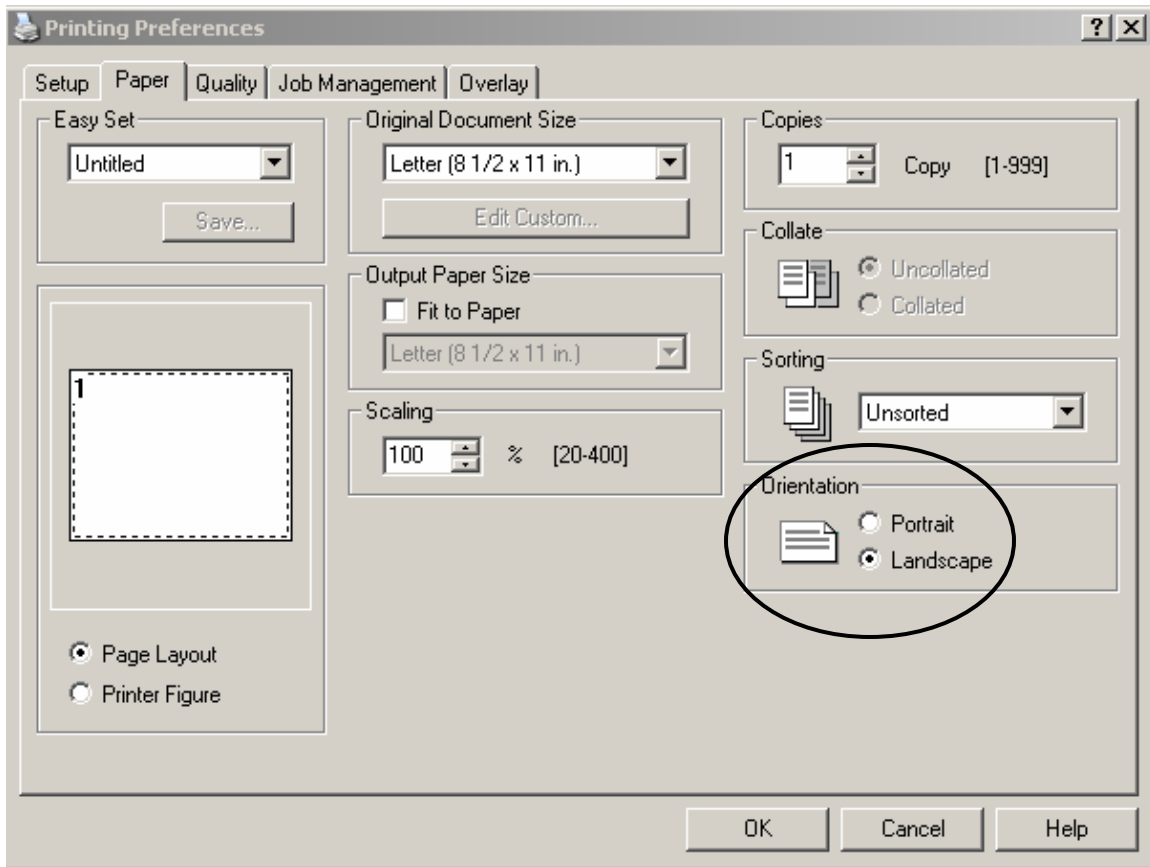 Printing Preferences
Setup Paper Quality Job Management Overlay
Easy Set
Untitled
Save...
1
Page Layout
Printer Figure
Original Document Size
Letter (8 1/2 x 11 in.)
Edit Custom...
Output Paper Size
Fit to Paper
Letter (8 1/2 x 11 in.)
Scaling
100 % [20-400]
Copies
1 Copy [1-999]
Collate
Uncollated
Collated
Sorting
Unsorted
Orientation
Portrait
Landscape
OK Cancel Help